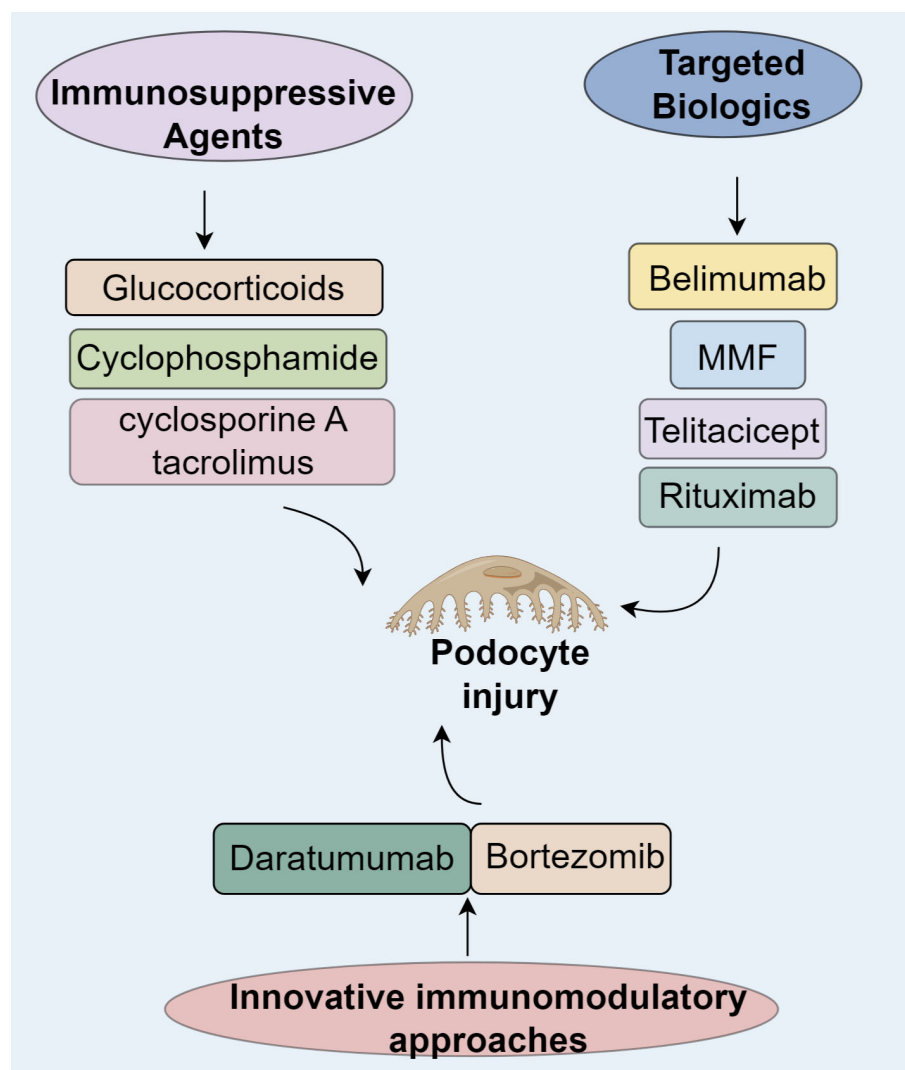 Immunosuppressive
Agents
Glucocorticoids
Cyclophosphamide
cyclosporine A
tacrolimus
Targeted
Biologics
Belimumab
MMF
Telitacicept
Rituximab
Podocyte
injury
Daratumumab
Bortezomib
Innovative immunomodulatory
approaches